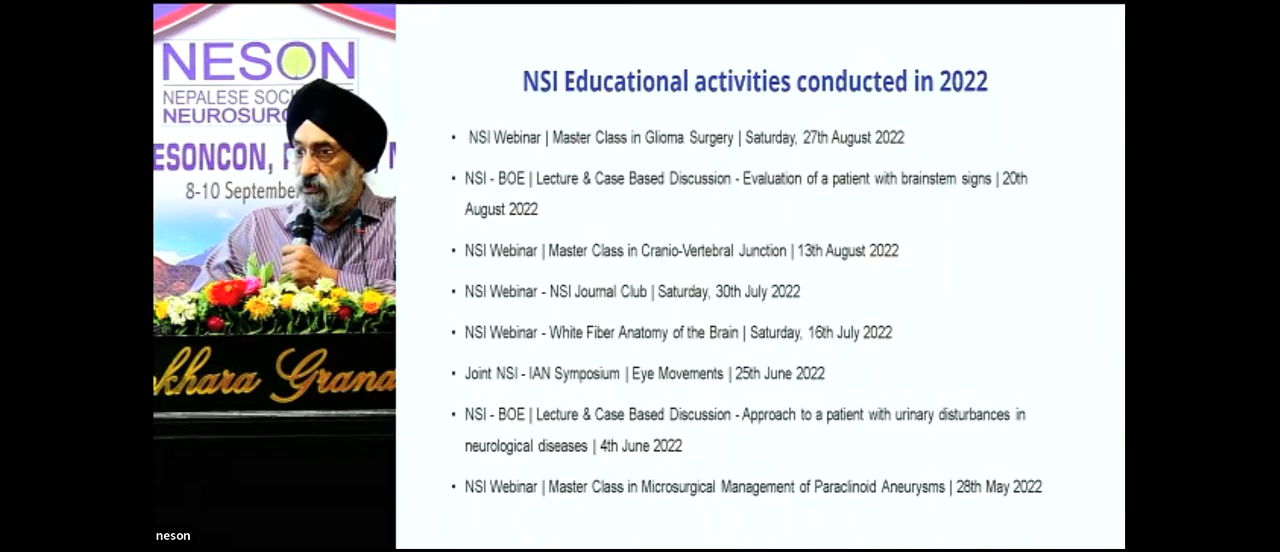 NESON
NEPALESE SOCI
NEUROSUR
ESONCON,
8-10 September
khara Grand
neson
NSI Educational activities conducted in 2022
• NSI Webinar | Master Class in Glioma Surgery | Saturday, 27th August 2022
• NSI - BOE | Lecture & Case Based Discussion - Evaluation of a patient with brainstem signs | 20th
August 2022
• NSI Webinar | Master Class in Cranio-Vertebral Junction | 13th August 2022
• NSI Webinar - NSI Journal Club | Saturday, 30th July 2022
• NSI Webinar - White Fiber Anatomy of the Brain | Saturday, 16th July 2022
• Joint NSI - IAN Symposium | Eye Movements | 25th June 2022
• NSI - BOE | Lecture & Case Based Discussion - Approach to a patient with urinary disturbances in
neurological diseases | 4th June 2022
• NSI Webinar | Master Class in Microsurgical Management of Paraclinoid Aneurysms | 28th May 2022